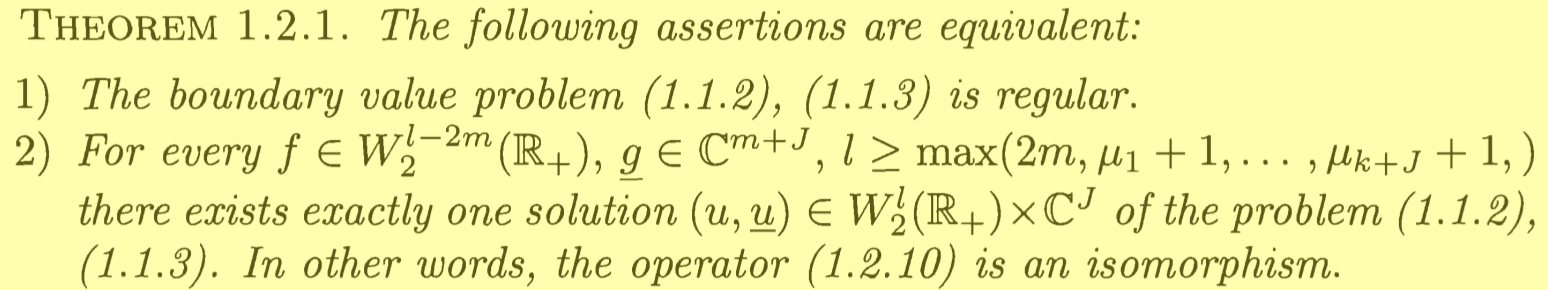 THEOREM 1.2.1. The following assertions are equivalent:
1) The boundary value problem (1.1.2), (1.1.3) is regular.
2) For every f ∈ W_2^{l−2m}(ℝ_+), \underline{g} ∈ ℂ^{m+J}, l ≥ max(2m, μ_1 + 1, . . . , μ_{k+J} + 1, )
there exists exactly one solution (u, \underline{u}) ∈ W_2^l(ℝ_+)×ℂ^J of the problem (1.1.2),
(1.1.3). In other words, the operator (1.2.10) is an isomorphism.